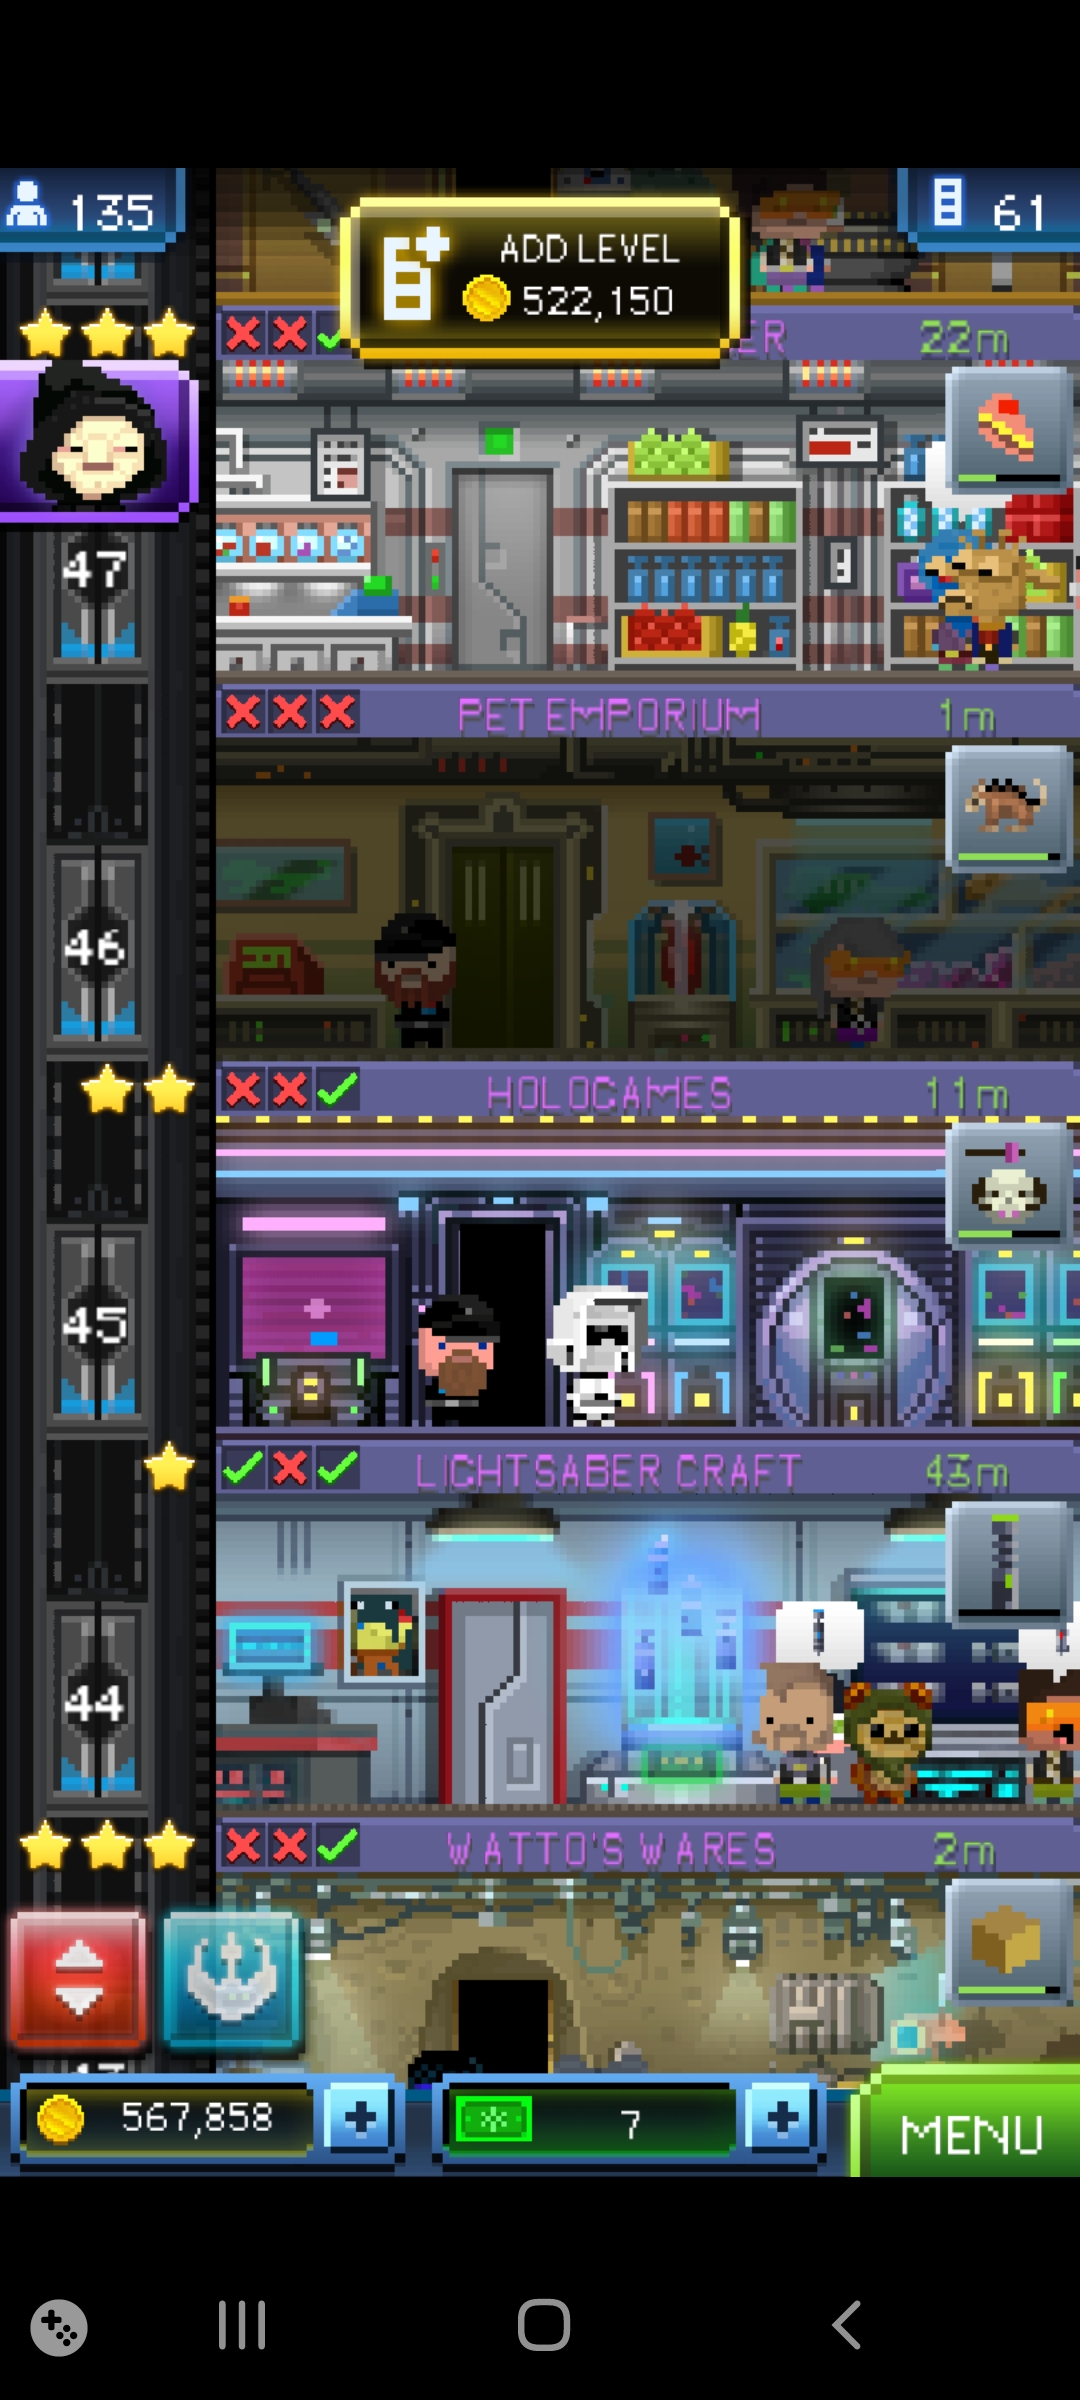 135
ADD LEVEL
522,150
61
22m
47
PET EMPORIUM
1m
46
HOLOGAMES
11m
45
LIGHTSABER CRAFT
43m
44
WATTO'S WARES
2m
567,858
7
MENU